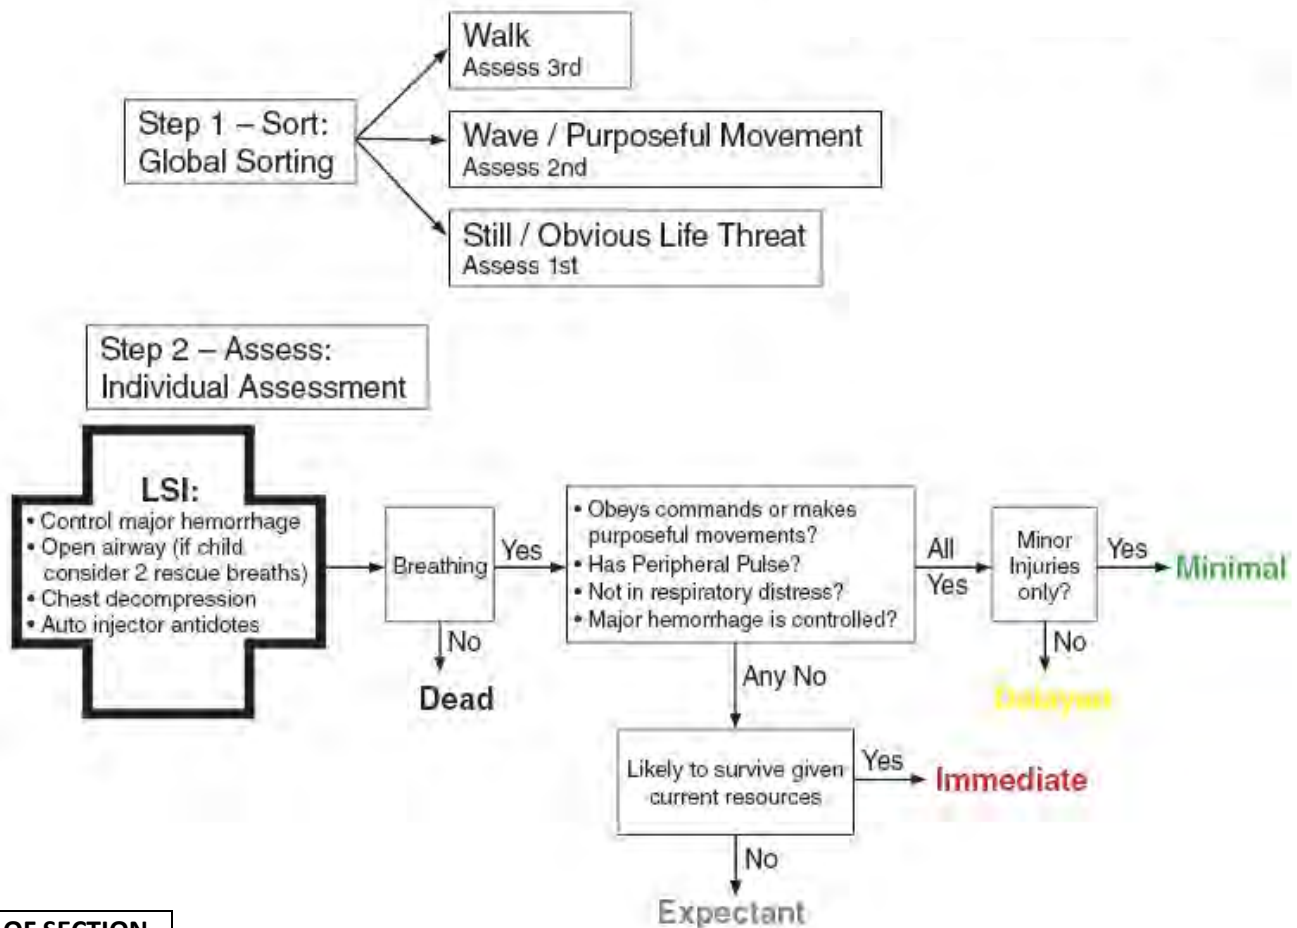 Walk
Assess 3rd
Step 1 – Sort:
Global Sorting
Wave / Purposeful Movement
Assess 2nd
Still / Obvious Life Threat
Assess 1st
Step 2 – Assess:
Individual Assessment
LSI:
• Control major hemorrhage
• Open airway (if child
consider 2 rescue breaths)
• Chest decompression
• Auto injector antidotes
Breathing
Yes
No
Dead
• Obeys commands or makes
purposeful movements?
• Has Peripheral Pulse?
• Not in respiratory distress?
• Major hemorrhage is controlled?
All
Yes
Minor
Injuries
only?
Yes
Minimal
No
Delayed
Any No
Likely to survive given
current resources
Yes
Immediate
No
Expectant
OF SECTION